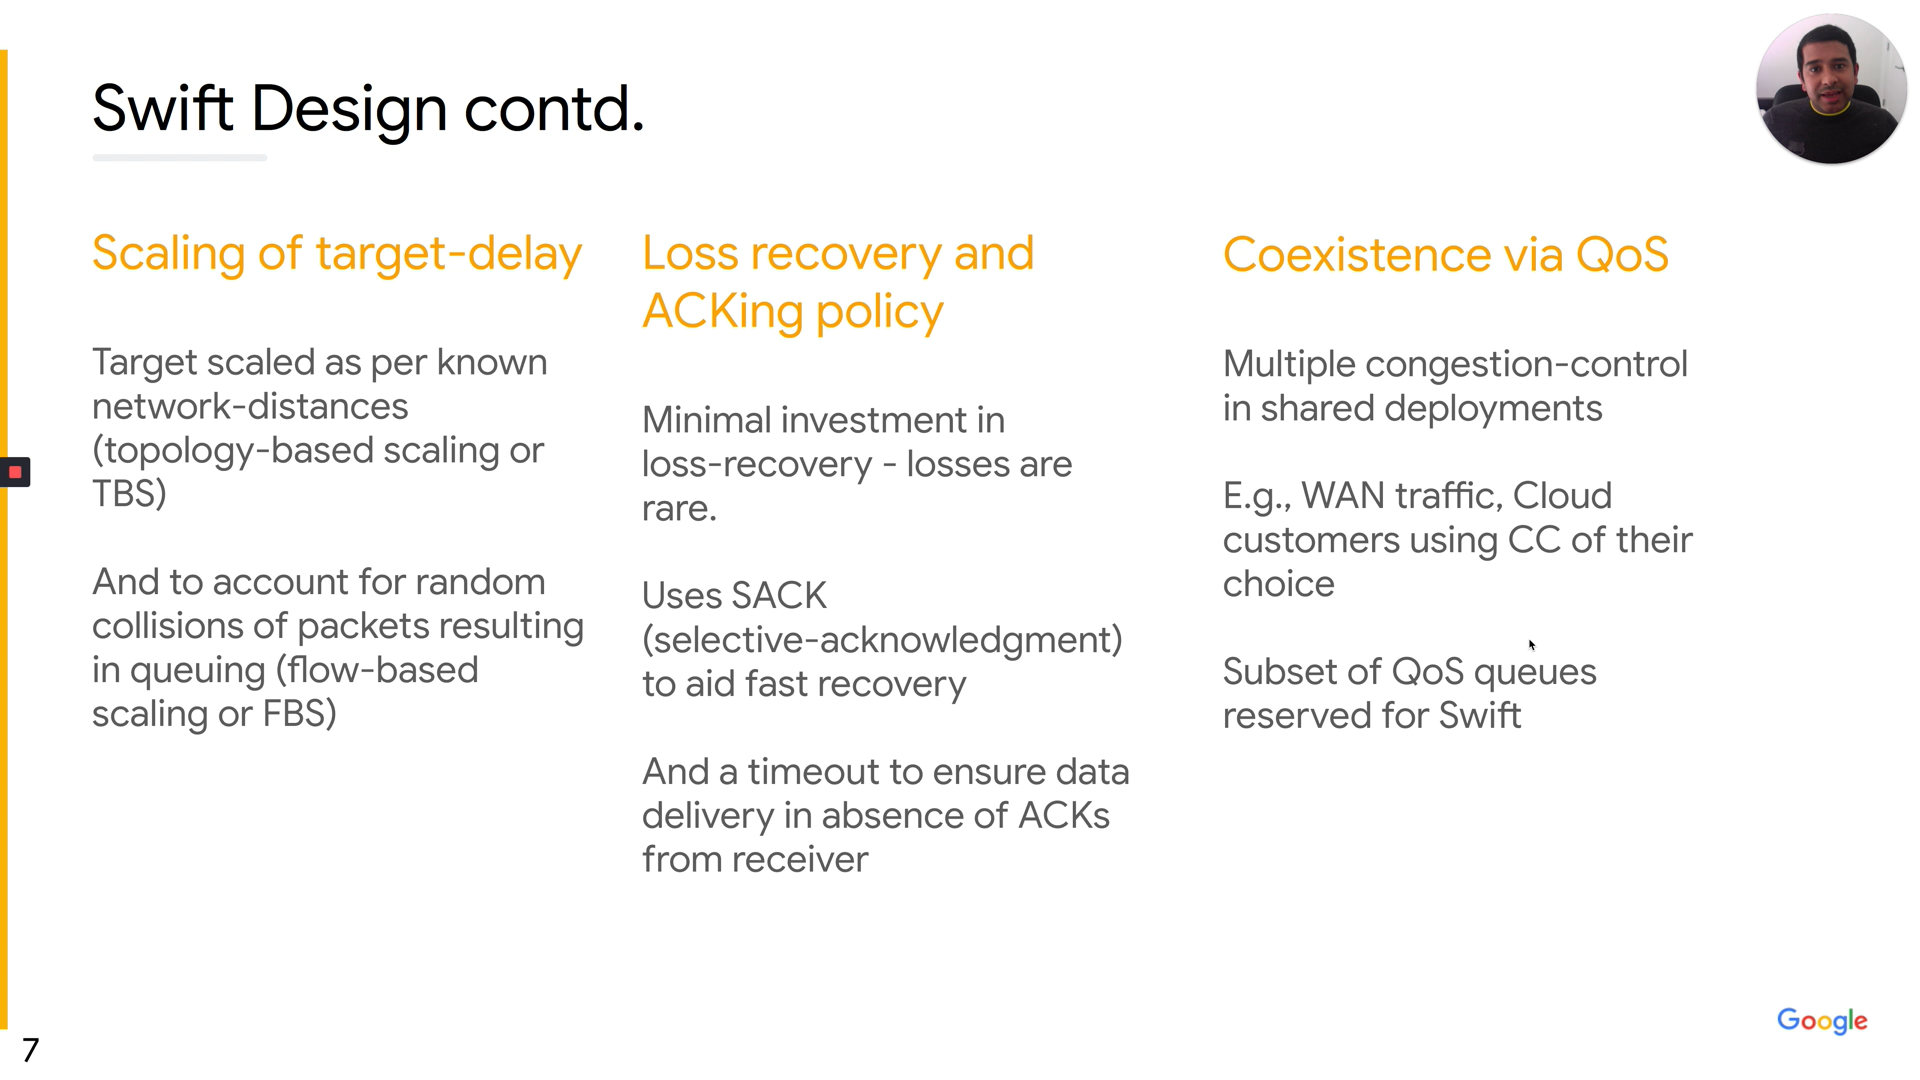 Swift Design contd.
Scaling of target-delay
Target scaled as per known
network-distances
(topology-based scaling or
TBS)
And to account for random
collisions of packets resulting
in queuing (flow-based
scaling or FBS)
Loss recovery and
ACKing policy
Minimal investment in
loss-recovery - losses are
rare.
Uses SACK
(selective-acknowledgment)
to aid fast recovery
And a timeout to ensure data
delivery in absence of ACKs
from receiver
Coexistence via QoS
Multiple congestion-control
in shared deployments
E.g., WAN traffic, Cloud
customers using CC of their
choice
Subset of QoS queues
reserved for Swift
Google
7